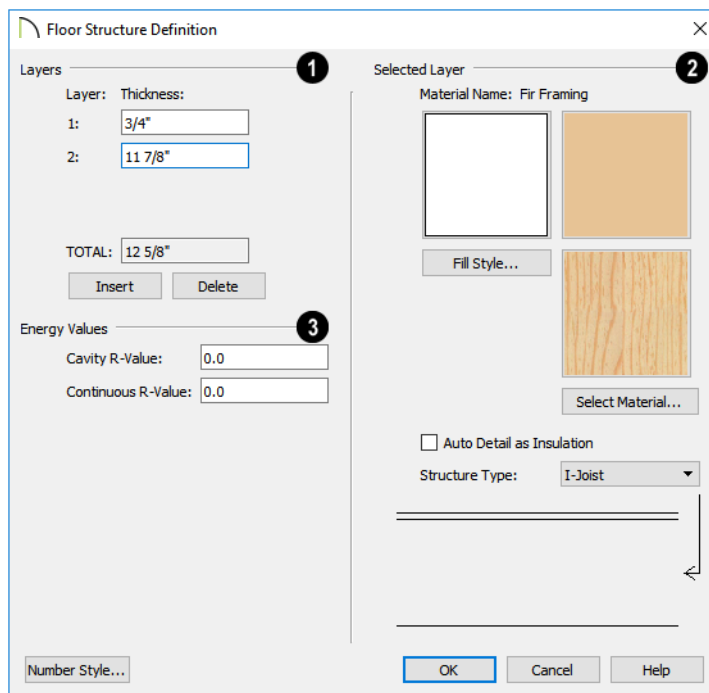 Floor Structure Definition
Layers
1
Layer: Thickness:
1: 3/4"
2: 11 7/8"
TOTAL: 12 5/8"
Insert Delete
Energy Values
3
Cavity R-Value: 0.0
Continuous R-Value: 0.0
Number Style...
Selected Layer
2
Material Name: Fir Framing
Fill Style...
Select Material...
Auto Detail as Insulation
Structure Type: I-Joist
OK Cancel Help